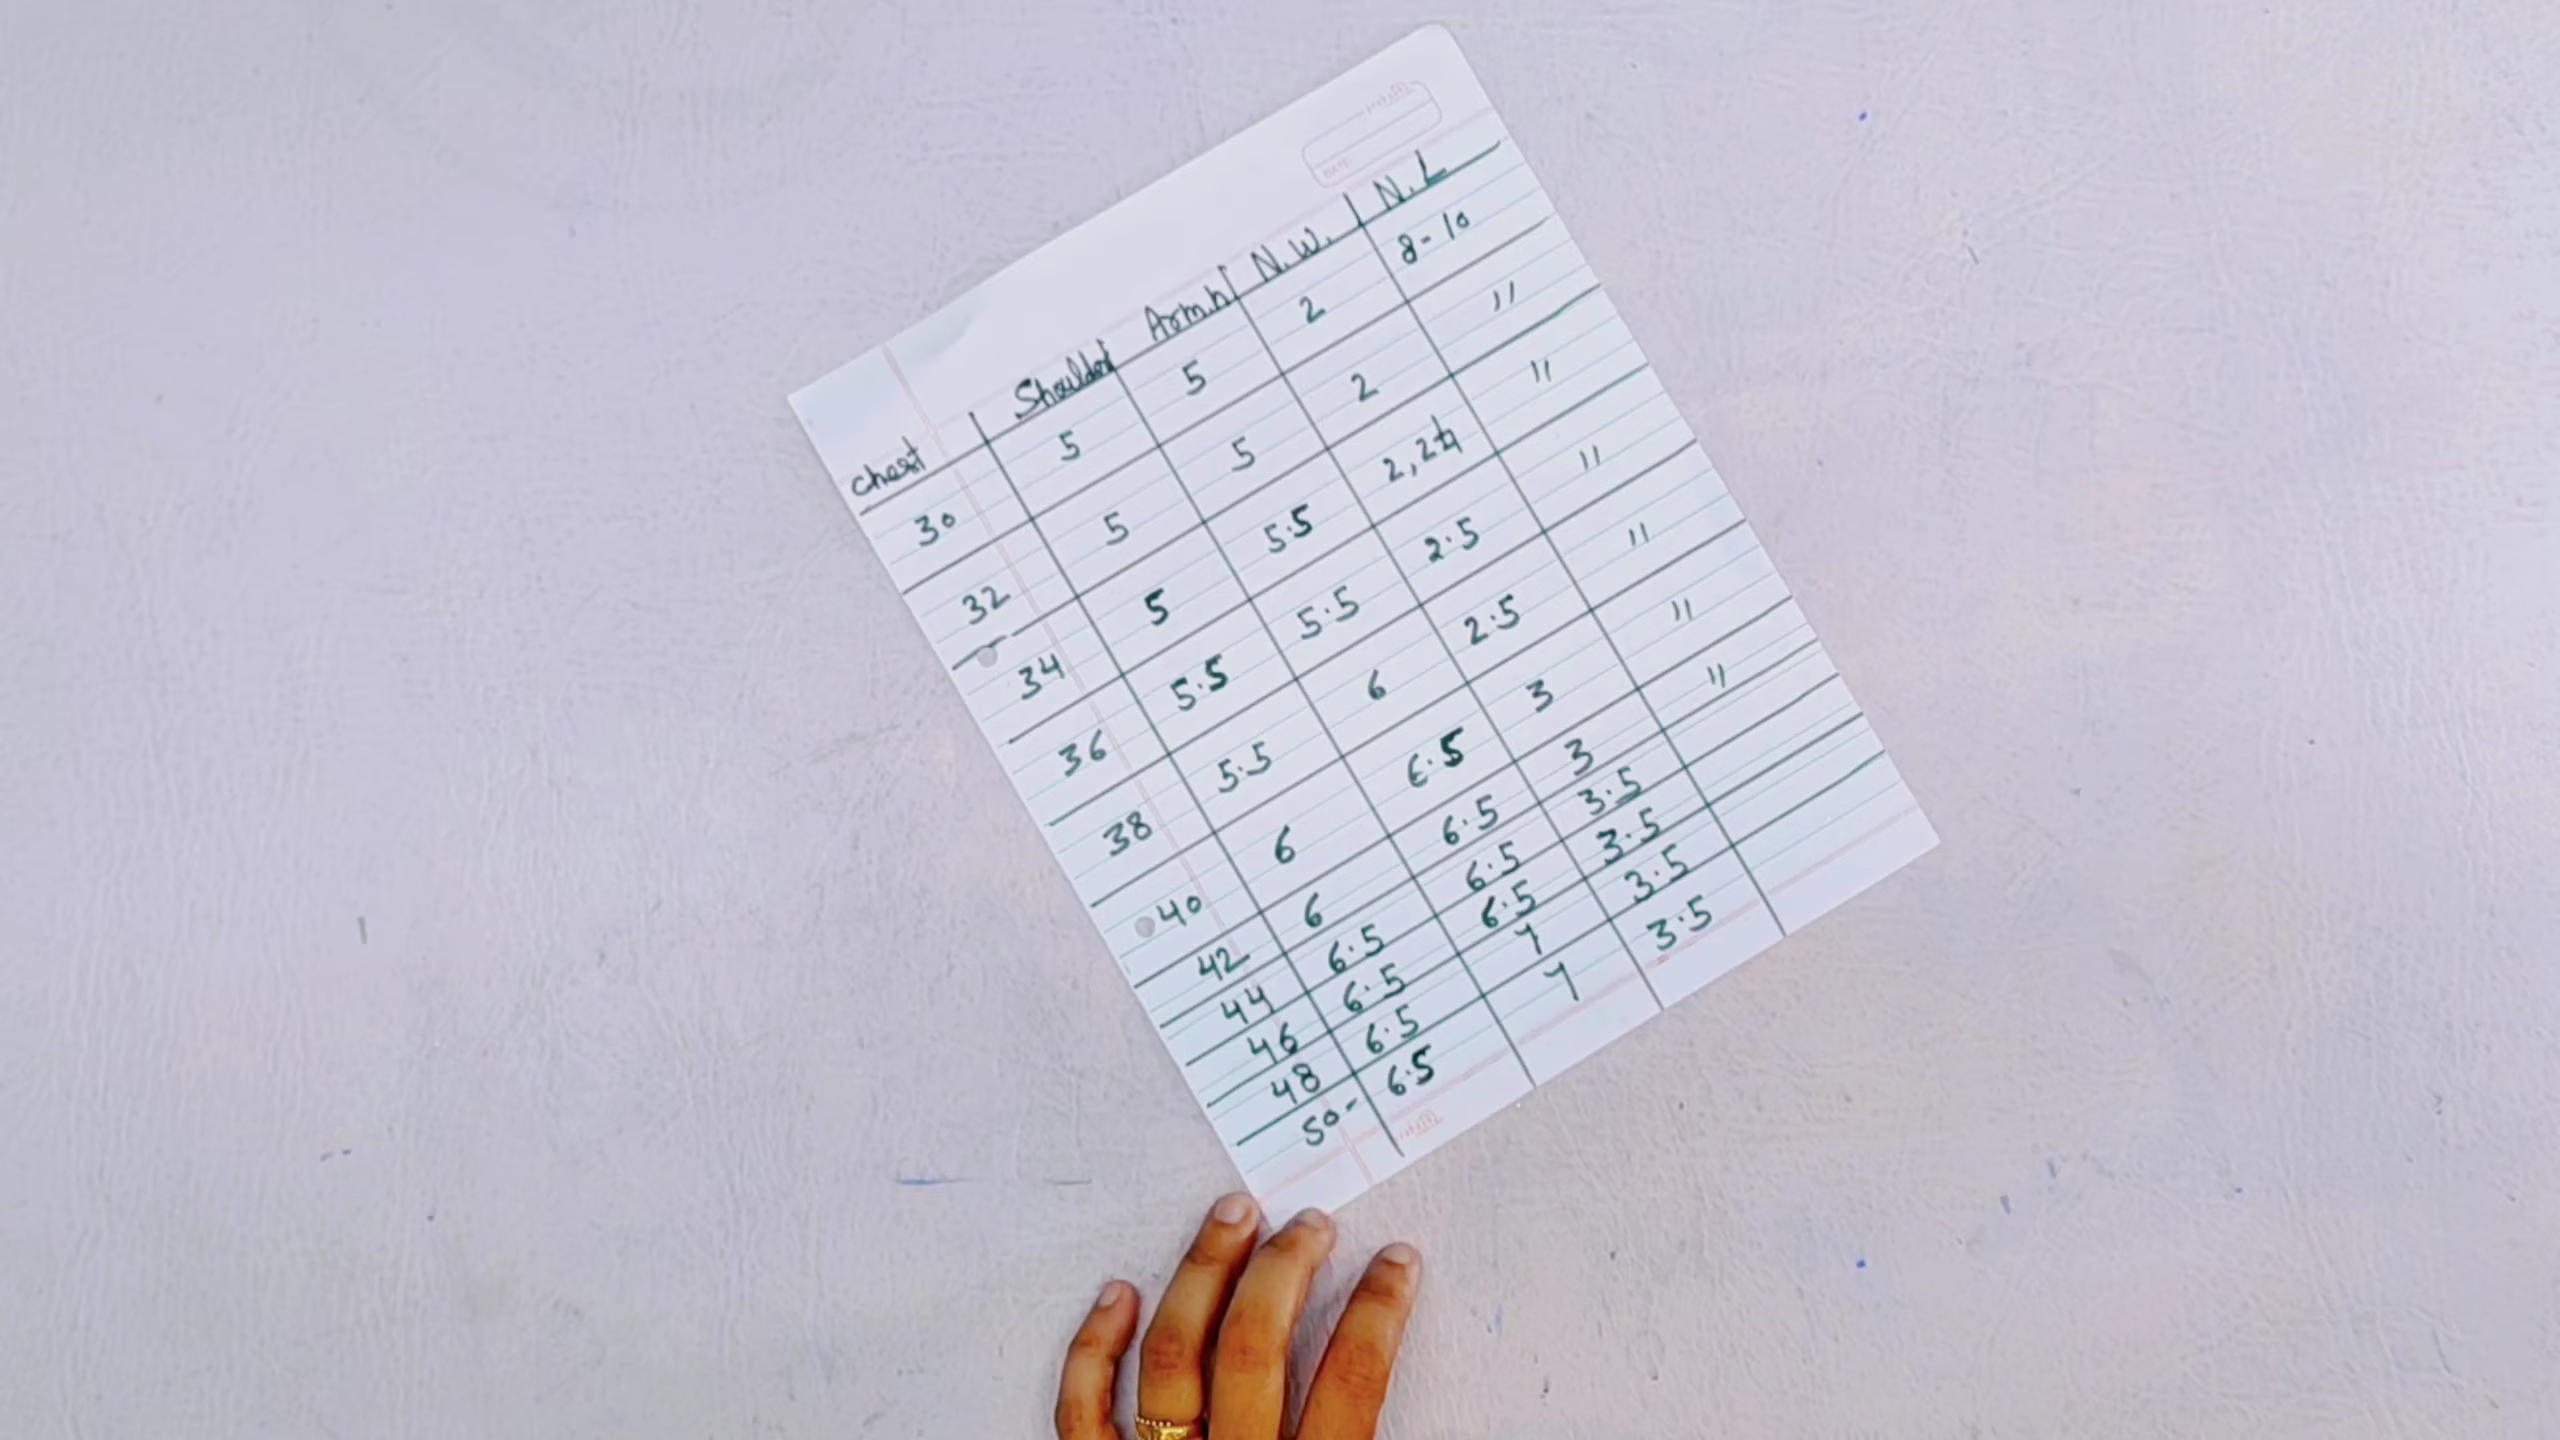 chest Shoulder Arm.h N.W. N.L
30 5 5 2 8-10
32 5 5 2 "
34 5 5.5 2, 2¼ "
36 5.5 5.5 2.5 "
38 5.5 6 2.5 "
40 6 6.5 3 "
42 6 6.5 3 "
44 6.5 6.5 3.5
46 6.5 6.5 3.5
48 6.5 7 3.5
50- 6.5 7 3.5
DATE: